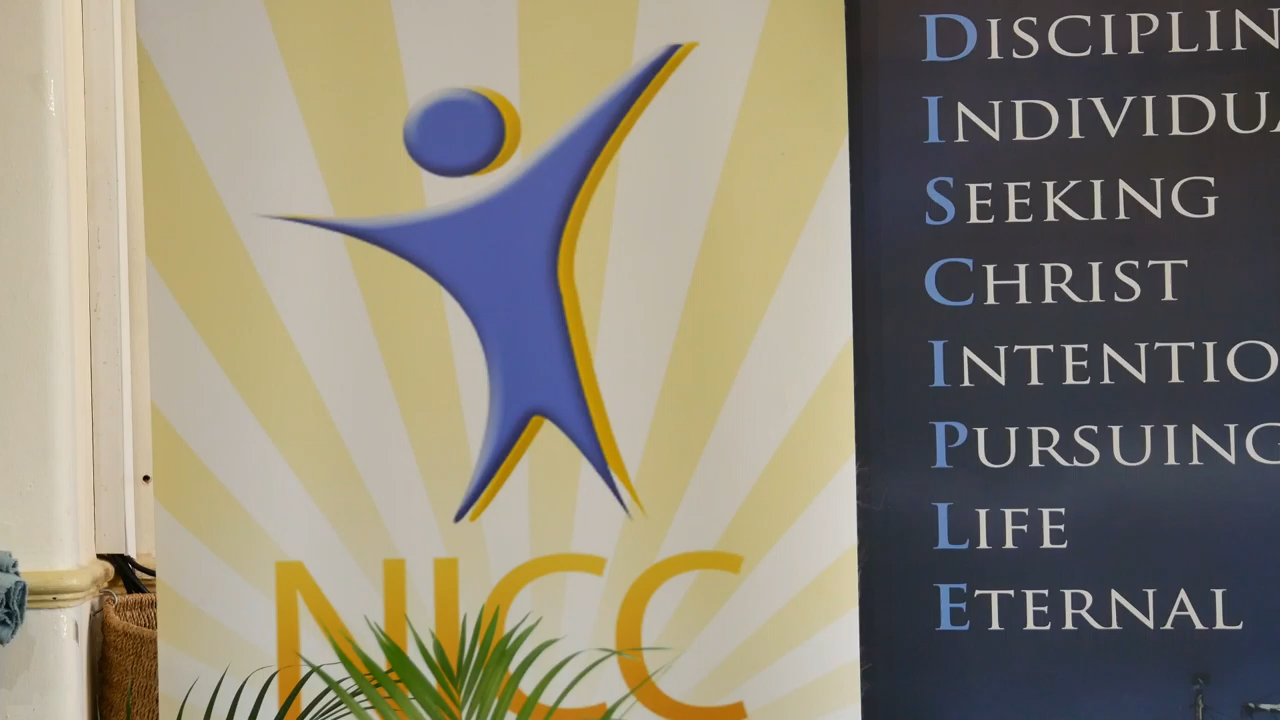 NICC
DISCIPLIN
INDIVIDUA
SEEKING
CHRIST
INTENTIO
PURSUING
LIFE
ETERNAL